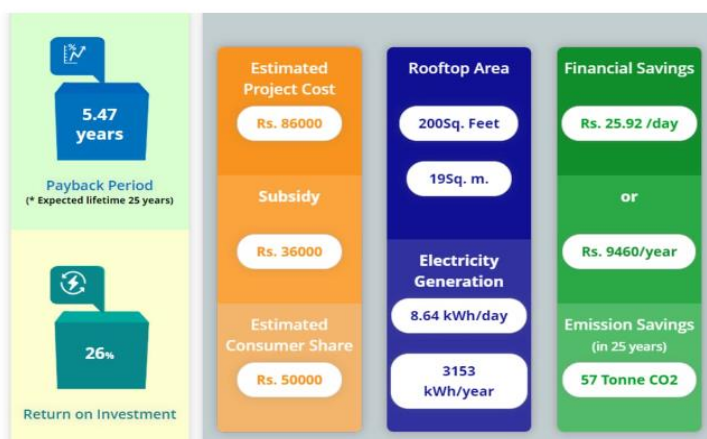 5.47
years
Payback Period
(* Expected lifetime 25 years)
26%
Return on Investment
Estimated
Project Cost
Rs. 86000
Subsidy
Rs. 36000
Estimated
Consumer Share
Rs. 50000
Rooftop Area
200Sq. Feet
19Sq. m.
Electricity
Generation
8.64 kWh/day
3153
kWh/year
Financial Savings
Rs. 25.92 /day
or
Rs. 9460/year
Emission Savings
(in 25 years)
57 Tonne CO2